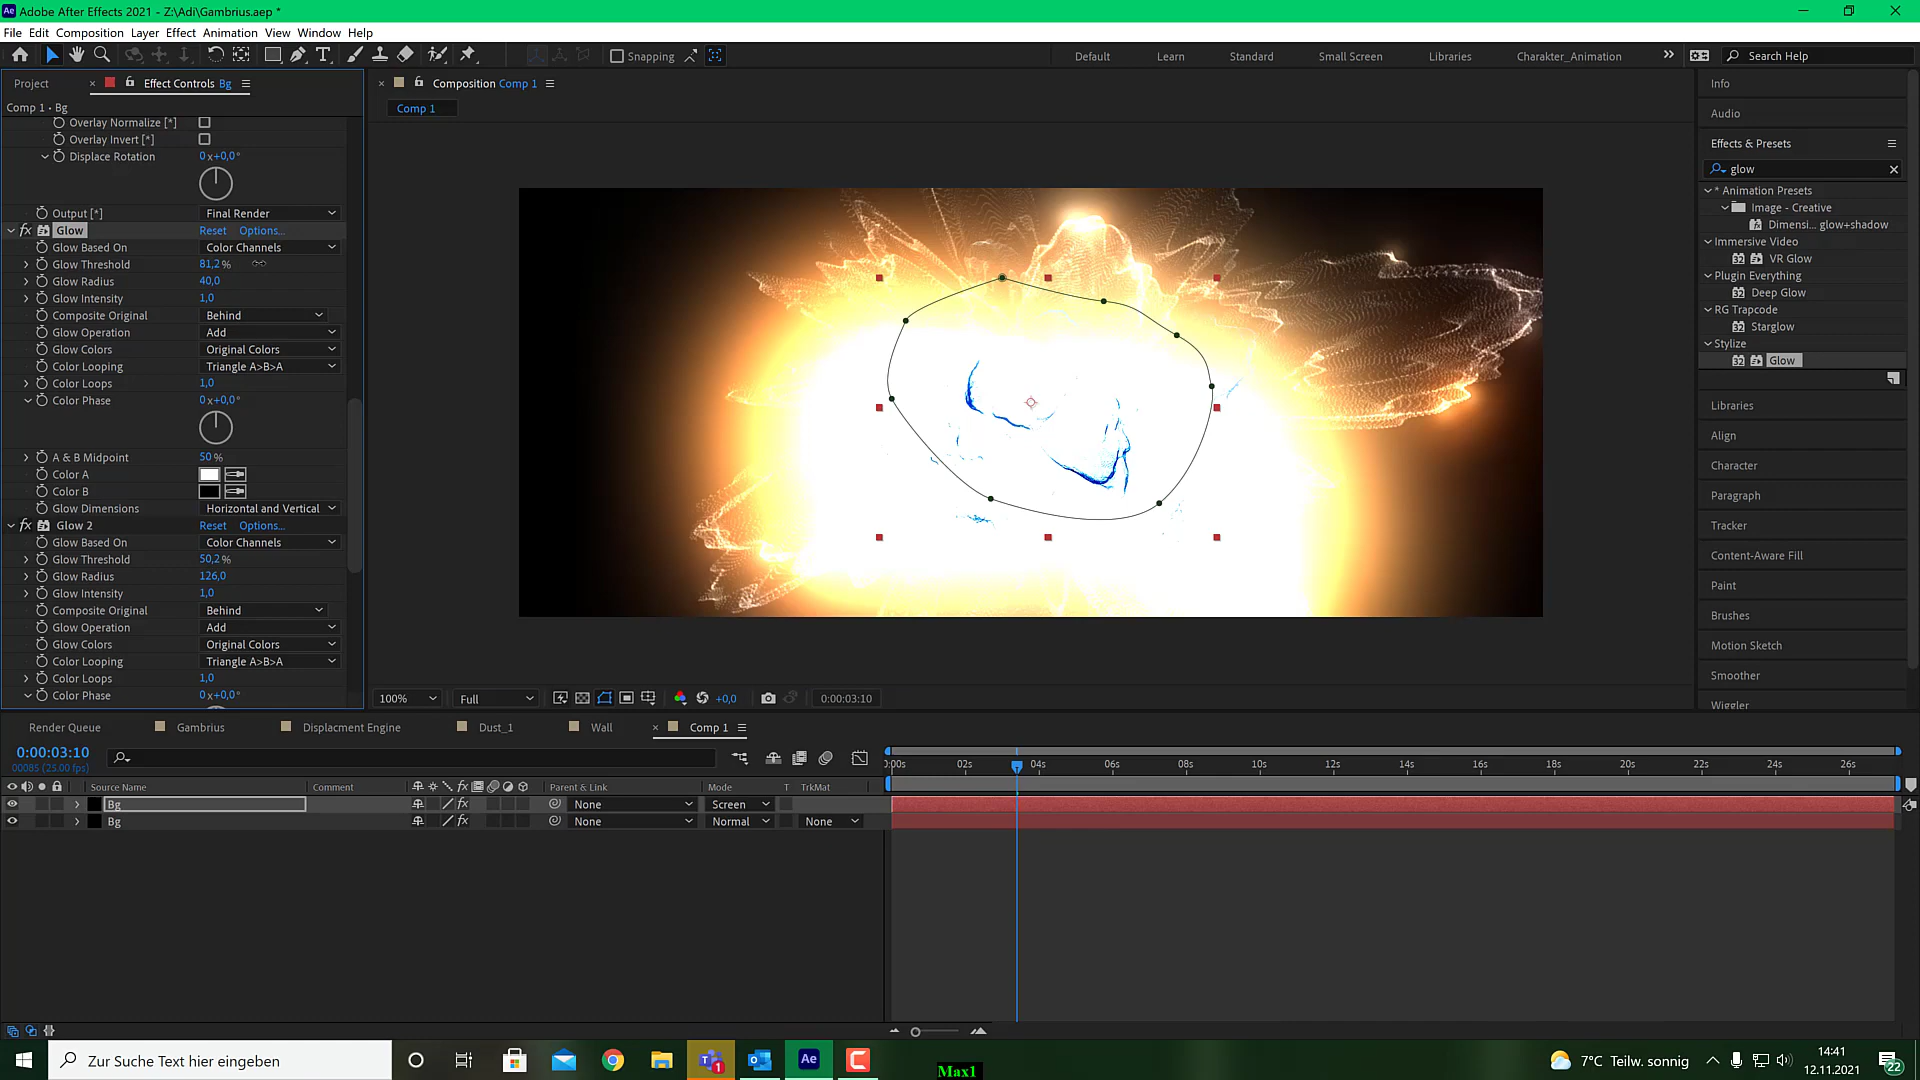 Adobe After Effects 2021 - Z:\Adi\Gambrius.aep *
File Edit Composition Layer Effect Animation View Window Help
Snapping Default Learn Standard Small Screen Libraries Charakter_Animation Search Help
Project Effect Controls Bg
Comp 1 • Bg
Overlay Normalize [*]
Overlay Invert [*]
Displace Rotation 0x+0,0°
Output [*] Final Render
fx Glow Reset Options...
Glow Based On Color Channels
Glow Threshold 81,2 %
Glow Radius 40,0
Glow Intensity 1,0
Composite Original Behind
Glow Operation Add
Glow Colors Original Colors
Color Looping Triangle A>B>A
Color Loops 1,0
Color Phase 0x+0,0°
A & B Midpoint 50 %
Color A
Color B
Glow Dimensions Horizontal and Vertical
fx Glow 2 Reset Options...
Glow Based On Color Channels
Glow Threshold 50,2 %
Glow Radius 126,0
Glow Intensity 1,0
Composite Original Behind
Glow Operation Add
Glow Colors Original Colors
Color Looping Triangle A>B>A
Color Loops 1,0
Color Phase 0x+0,0°
Composition Comp 1
Comp 1
100% Full +0,0 0:00:03:10
Info
Audio
Effects & Presets
glow
* Animation Presets
Image - Creative
Dimensi... glow+shadow
Immersive Video
VR Glow
Plugin Everything
Deep Glow
RG Trapcode
Starglow
Stylize
Glow
Libraries
Align
Character
Paragraph
Tracker
Content-Aware Fill
Paint
Brushes
Motion Sketch
Smoother
Wiggler
Render Queue Gambrius Displacment Engine Dust_1 Wall Comp 1
0:00:03:10
00085 (25.00 fps)
0:00s 02s 04s 06s 08s 10s 12s 14s 16s 18s 20s 22s 24s 26s
Source Name Comment Parent & Link Mode T TrkMat
Bg None Screen
Bg None Normal None
Zur Suche Text hier eingeben
7°C Teilw. sonnig
14:41
12.11.2021
22
Max1